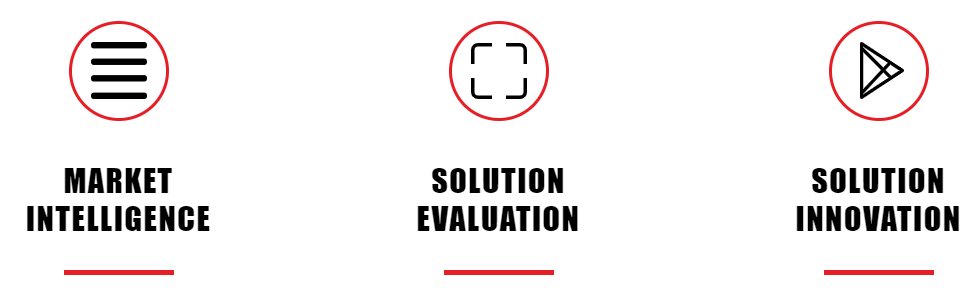 MARKET
INTELLIGENCE
SOLUTION
EVALUATION
SOLUTION
INNOVATION